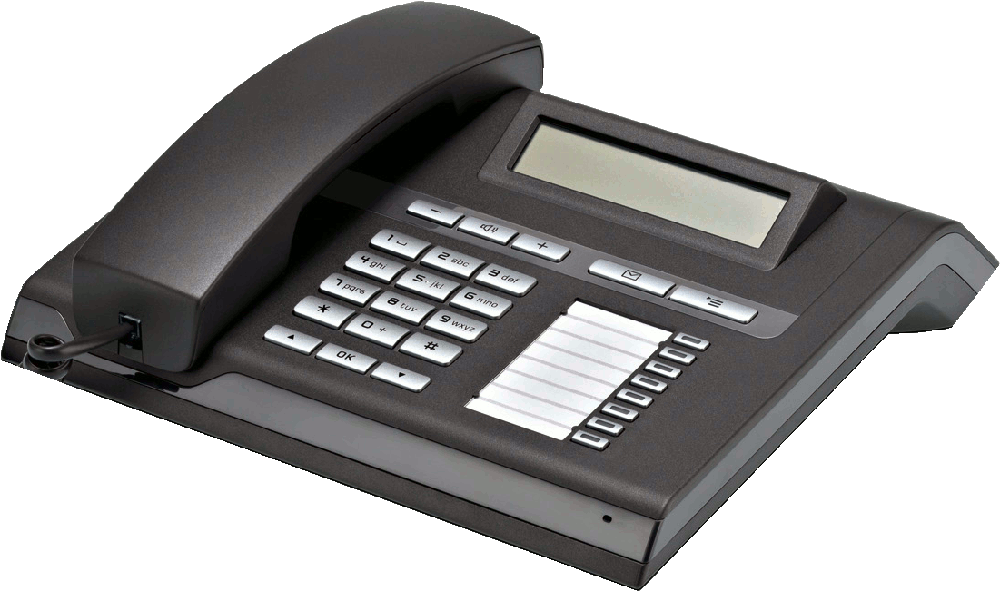 − +
1 2 abc 3 def
4 ghi 5 jkl 6 mno
7 pqrs 8 tuv 9 wxyz
* 0 + #
OK